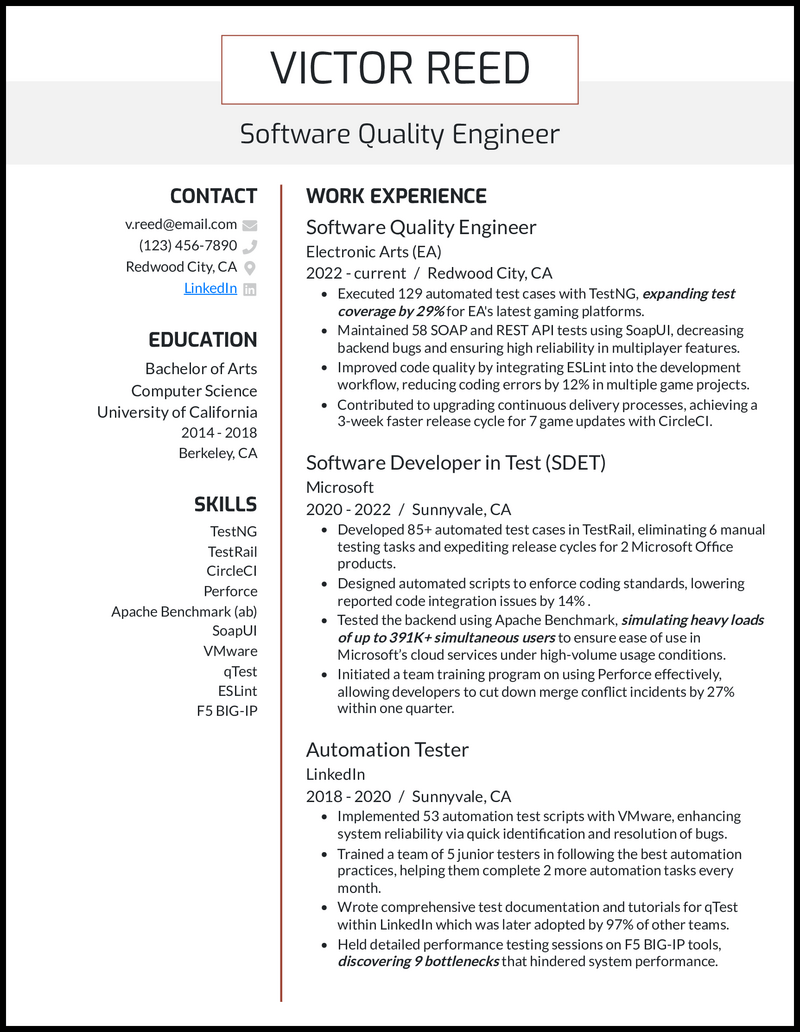 VICTOR REED
Software Quality Engineer
CONTACT
v.reed@email.com
(123) 456-7890
Redwood City, CA
LinkedIn
EDUCATION
Bachelor of Arts
Computer Science
University of California
2014 - 2018
Berkeley, CA
SKILLS
TestNG
TestRail
CircleCI
Perforce
Apache Benchmark (ab)
SoapUI
VMware
qTest
ESLint
F5 BIG-IP
WORK EXPERIENCE
Software Quality Engineer
Electronic Arts (EA)
2022 - current / Redwood City, CA
• Executed 129 automated test cases with TestNG, expanding test
coverage by 29% for EA's latest gaming platforms.
• Maintained 58 SOAP and REST API tests using SoapUI, decreasing
backend bugs and ensuring high reliability in multiplayer features.
• Improved code quality by integrating ESLint into the development
workflow, reducing coding errors by 12% in multiple game projects.
• Contributed to upgrading continuous delivery processes, achieving a
3-week faster release cycle for 7 game updates with CircleCI.
Software Developer in Test (SDET)
Microsoft
2020 - 2022 / Sunnyvale, CA
• Developed 85+ automated test cases in TestRail, eliminating 6 manual
testing tasks and expediting release cycles for 2 Microsoft Office
products.
• Designed automated scripts to enforce coding standards, lowering
reported code integration issues by 14% .
• Tested the backend using Apache Benchmark, simulating heavy loads
of up to 391K+ simultaneous users to ensure ease of use in
Microsoft's cloud services under high-volume usage conditions.
• Initiated a team training program on using Perforce effectively,
allowing developers to cut down merge conflict incidents by 27%
within one quarter.
Automation Tester
LinkedIn
2018 - 2020 / Sunnyvale, CA
• Implemented 53 automation test scripts with VMware, enhancing
system reliability via quick identification and resolution of bugs.
• Trained a team of 5 junior testers in following the best automation
practices, helping them complete 2 more automation tasks every
month.
• Wrote comprehensive test documentation and tutorials for qTest
within LinkedIn which was later adopted by 97% of other teams.
• Held detailed performance testing sessions on F5 BIG-IP tools,
discovering 9 bottlenecks that hindered system performance.